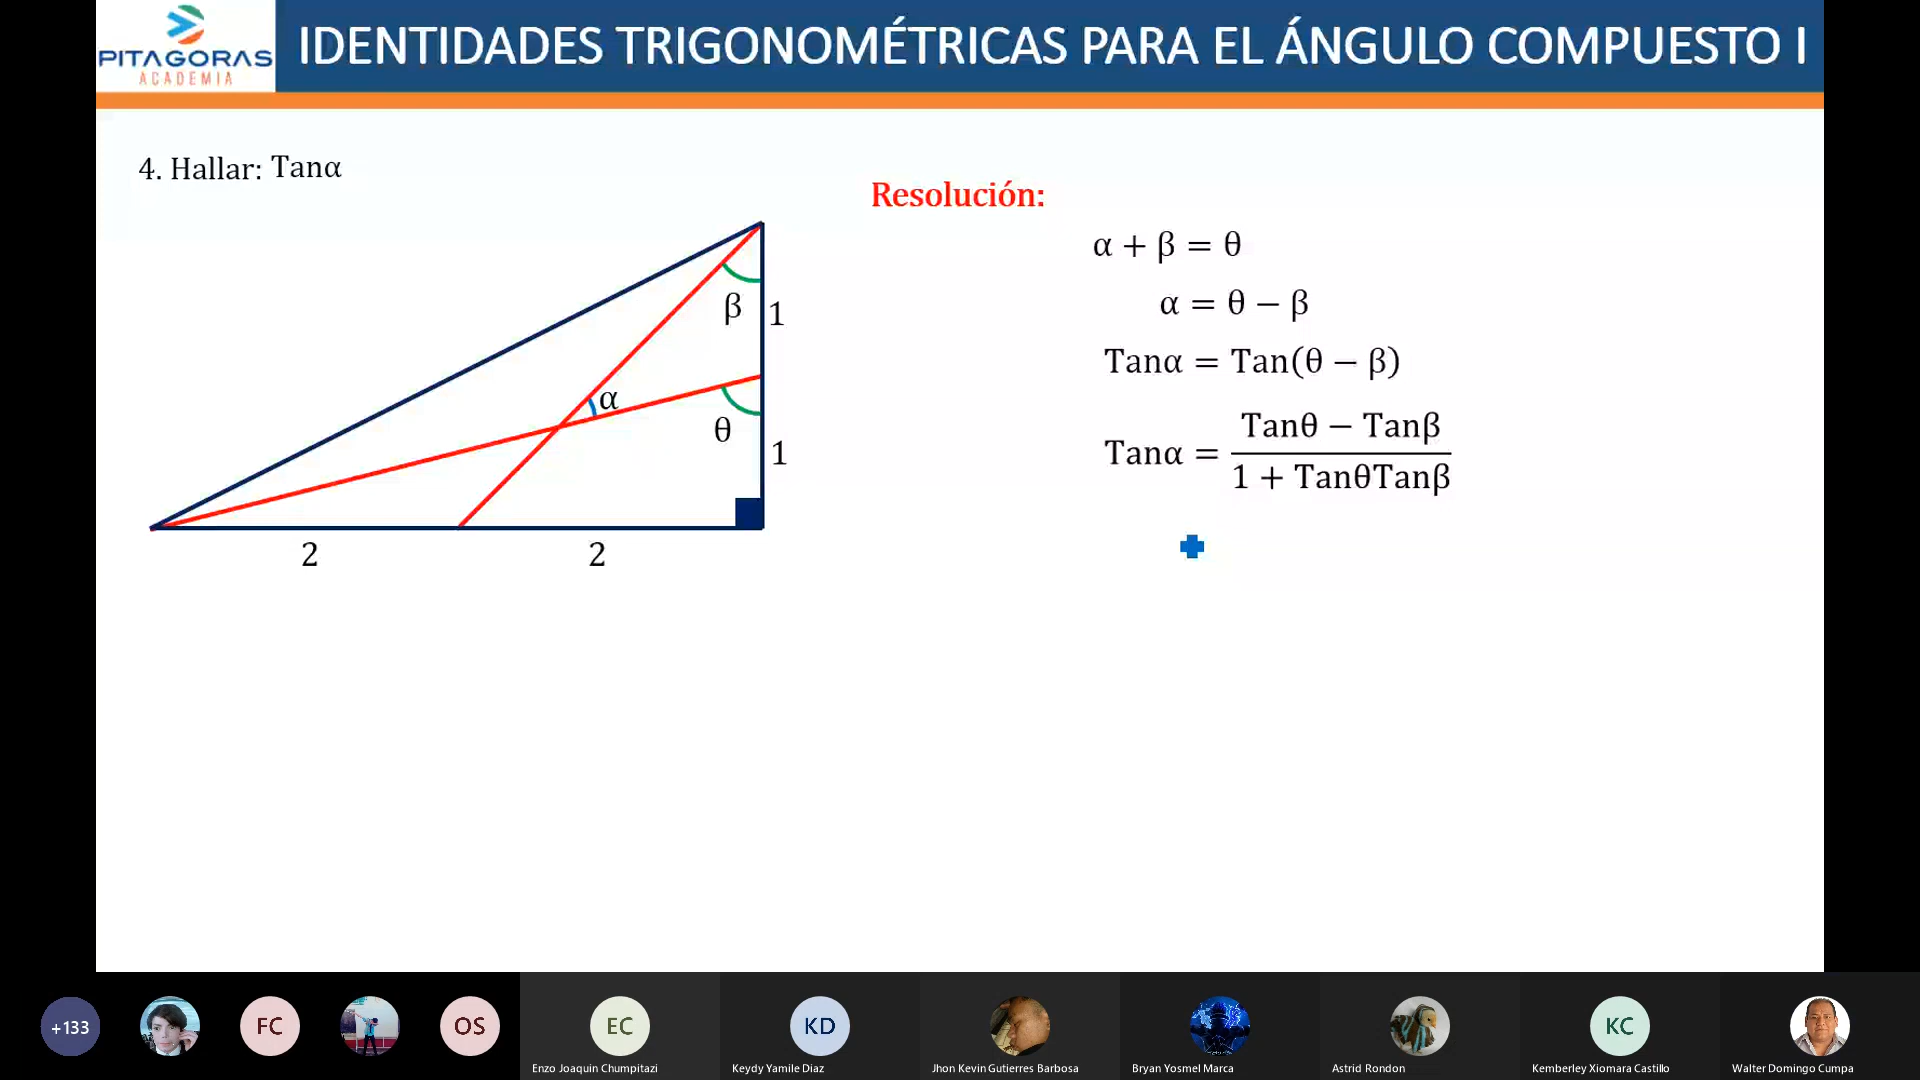 PITAGORAS
ACADEMIA
IDENTIDADES TRIGONOMÉTRICAS PARA EL ÁNGULO COMPUESTO I
4. Hallar: Tanα
Resolución:
α + β = θ
α = θ − β
Tanα = Tan(θ − β)
Tanα = Tanθ − Tanβ
1 + TanθTanβ
β
1
α
θ
1
2
2
+133
FC
OS
EC
KD
KC
Enzo Joaquin Chumpitazi
Keydy Yamile Diaz
Jhon Kevin Gutierres Barbosa
Bryan Yosmel Marca
Astrid Rondon
Kemberley Xiomara Castillo
Walter Domingo Cumpa